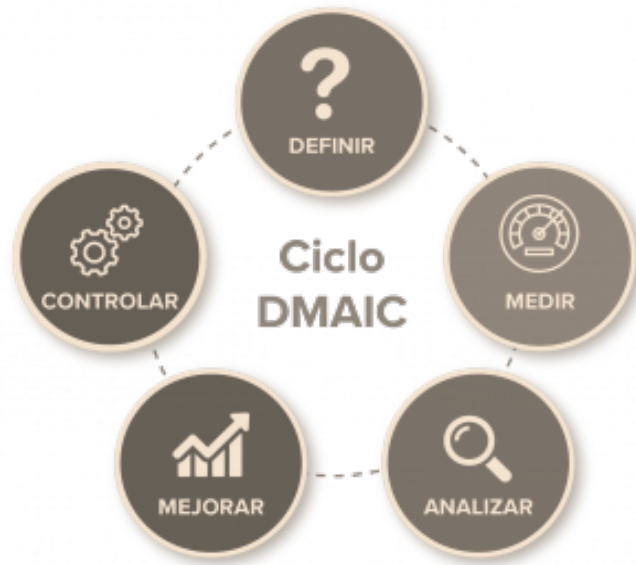 DEFINIR
MEDIR
ANALIZAR
MEJORAR
CONTROLAR
Ciclo
DMAIC